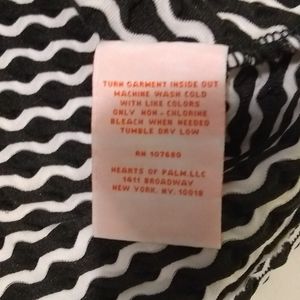 TURN GARMENT INSIDE OUT
MACHINE WASH COLD
WITH LIKE COLORS
ONLY NON-CHLORINE
BLEACH WHEN NEEDED
TUMBLE DRY LOW
RN 107680
HEARTS OF PALM, LLC
1411 BROADWAY
NEW YORK, NY. 10018